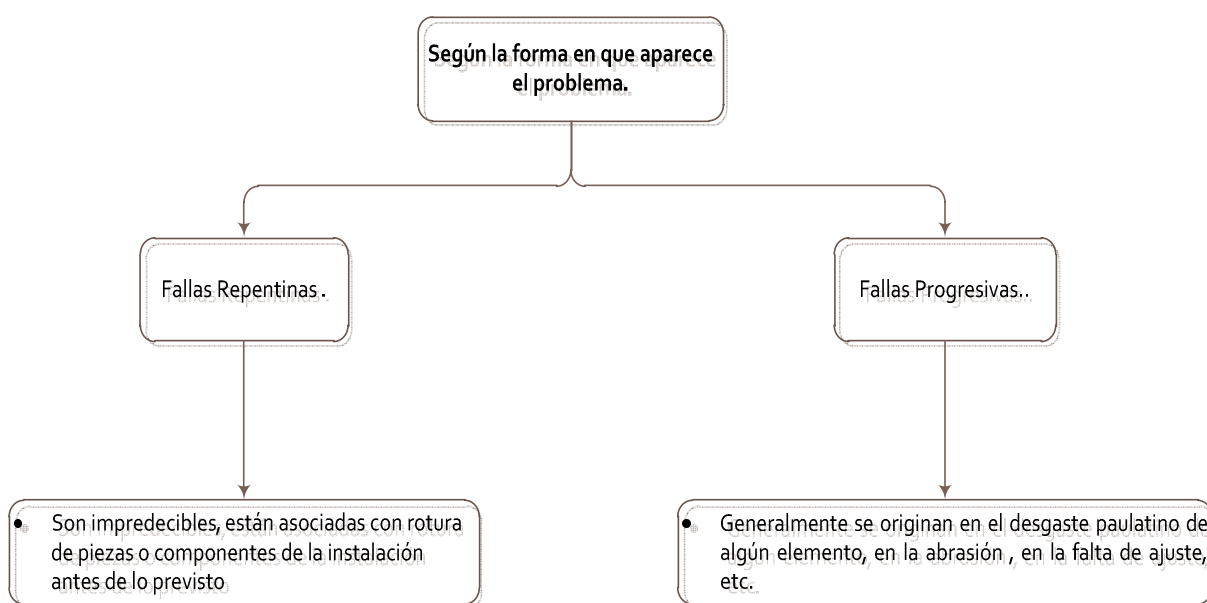 Según la forma en que aparece
el problema.
Fallas Repentinas .
Fallas Progresivas..
• Son impredecibles, están asociadas con rotura
de piezas o componentes de la instalación
antes de lo previsto
• Generalmente se originan en el desgaste paulatino de
algún elemento, en la abrasión , en la falta de ajuste,
etc.